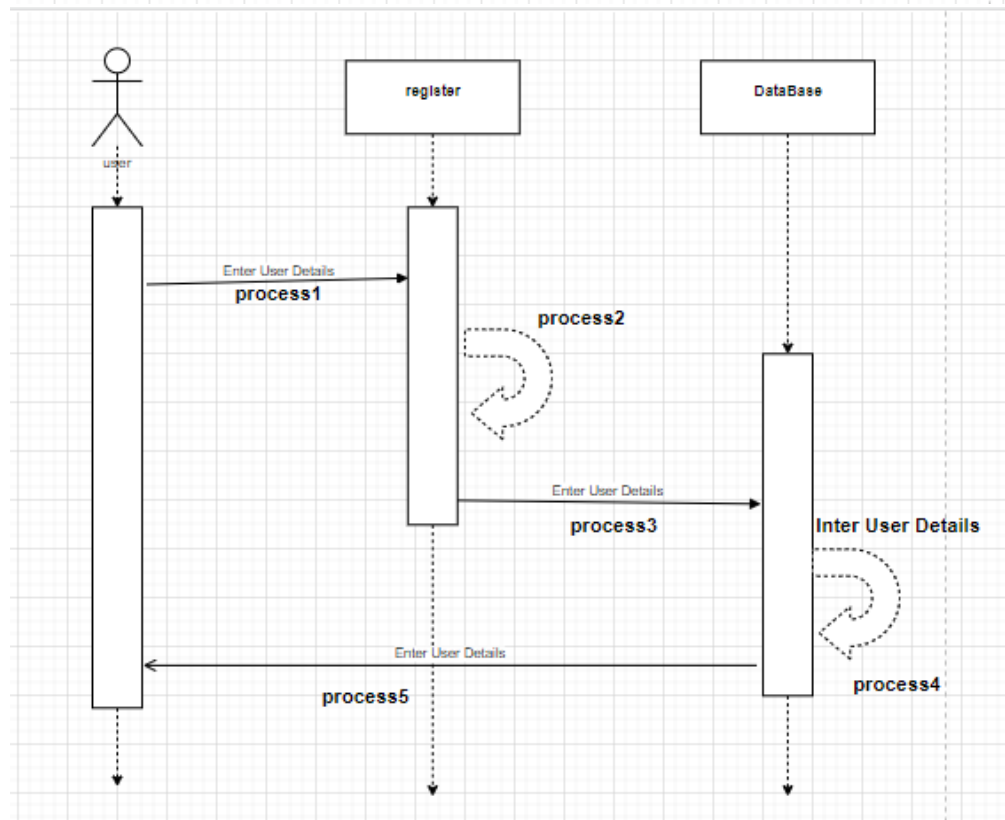 register
DataBase
user
Enter User Details
process1
process2
Enter User Details
process3
Inter User Details
Enter User Details
process4
process5